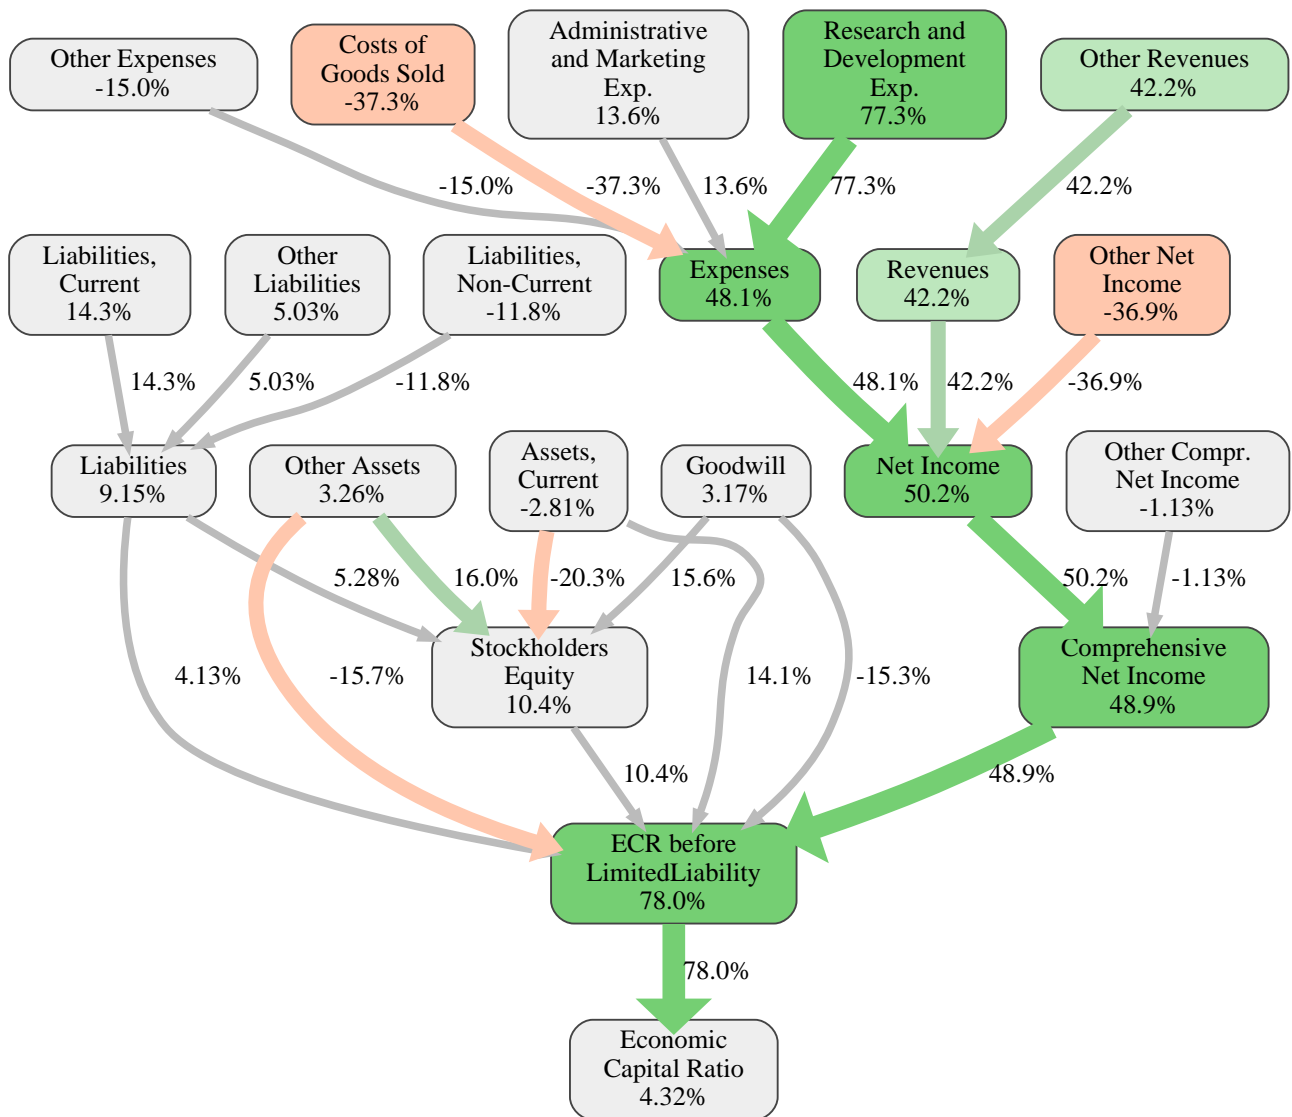 Other Expenses
-15.0%
Costs of
Goods Sold
-37.3%
Administrative
and Marketing
Exp.
13.6%
Research and
Development
Exp.
77.3%
Other Revenues
42.2%
-15.0%
-37.3%
13.6%
77.3%
42.2%
Liabilities,
Current
14.3%
Other
Liabilities
5.03%
Liabilities,
Non-Current
-11.8%
Expenses
48.1%
Revenues
42.2%
Other Net
Income
-36.9%
14.3%
5.03%
-11.8%
48.1%
42.2%
-36.9%
Liabilities
9.15%
Other Assets
3.26%
Assets,
Current
-2.81%
Goodwill
3.17%
Net Income
50.2%
Other Compr.
Net Income
-1.13%
5.28%
16.0%
-20.3%
15.6%
50.2%
-1.13%
Stockholders
Equity
10.4%
Comprehensive
Net Income
48.9%
4.13%
-15.7%
14.1%
-15.3%
10.4%
48.9%
ECR before
LimitedLiability
78.0%
78.0%
Economic
Capital Ratio
4.32%